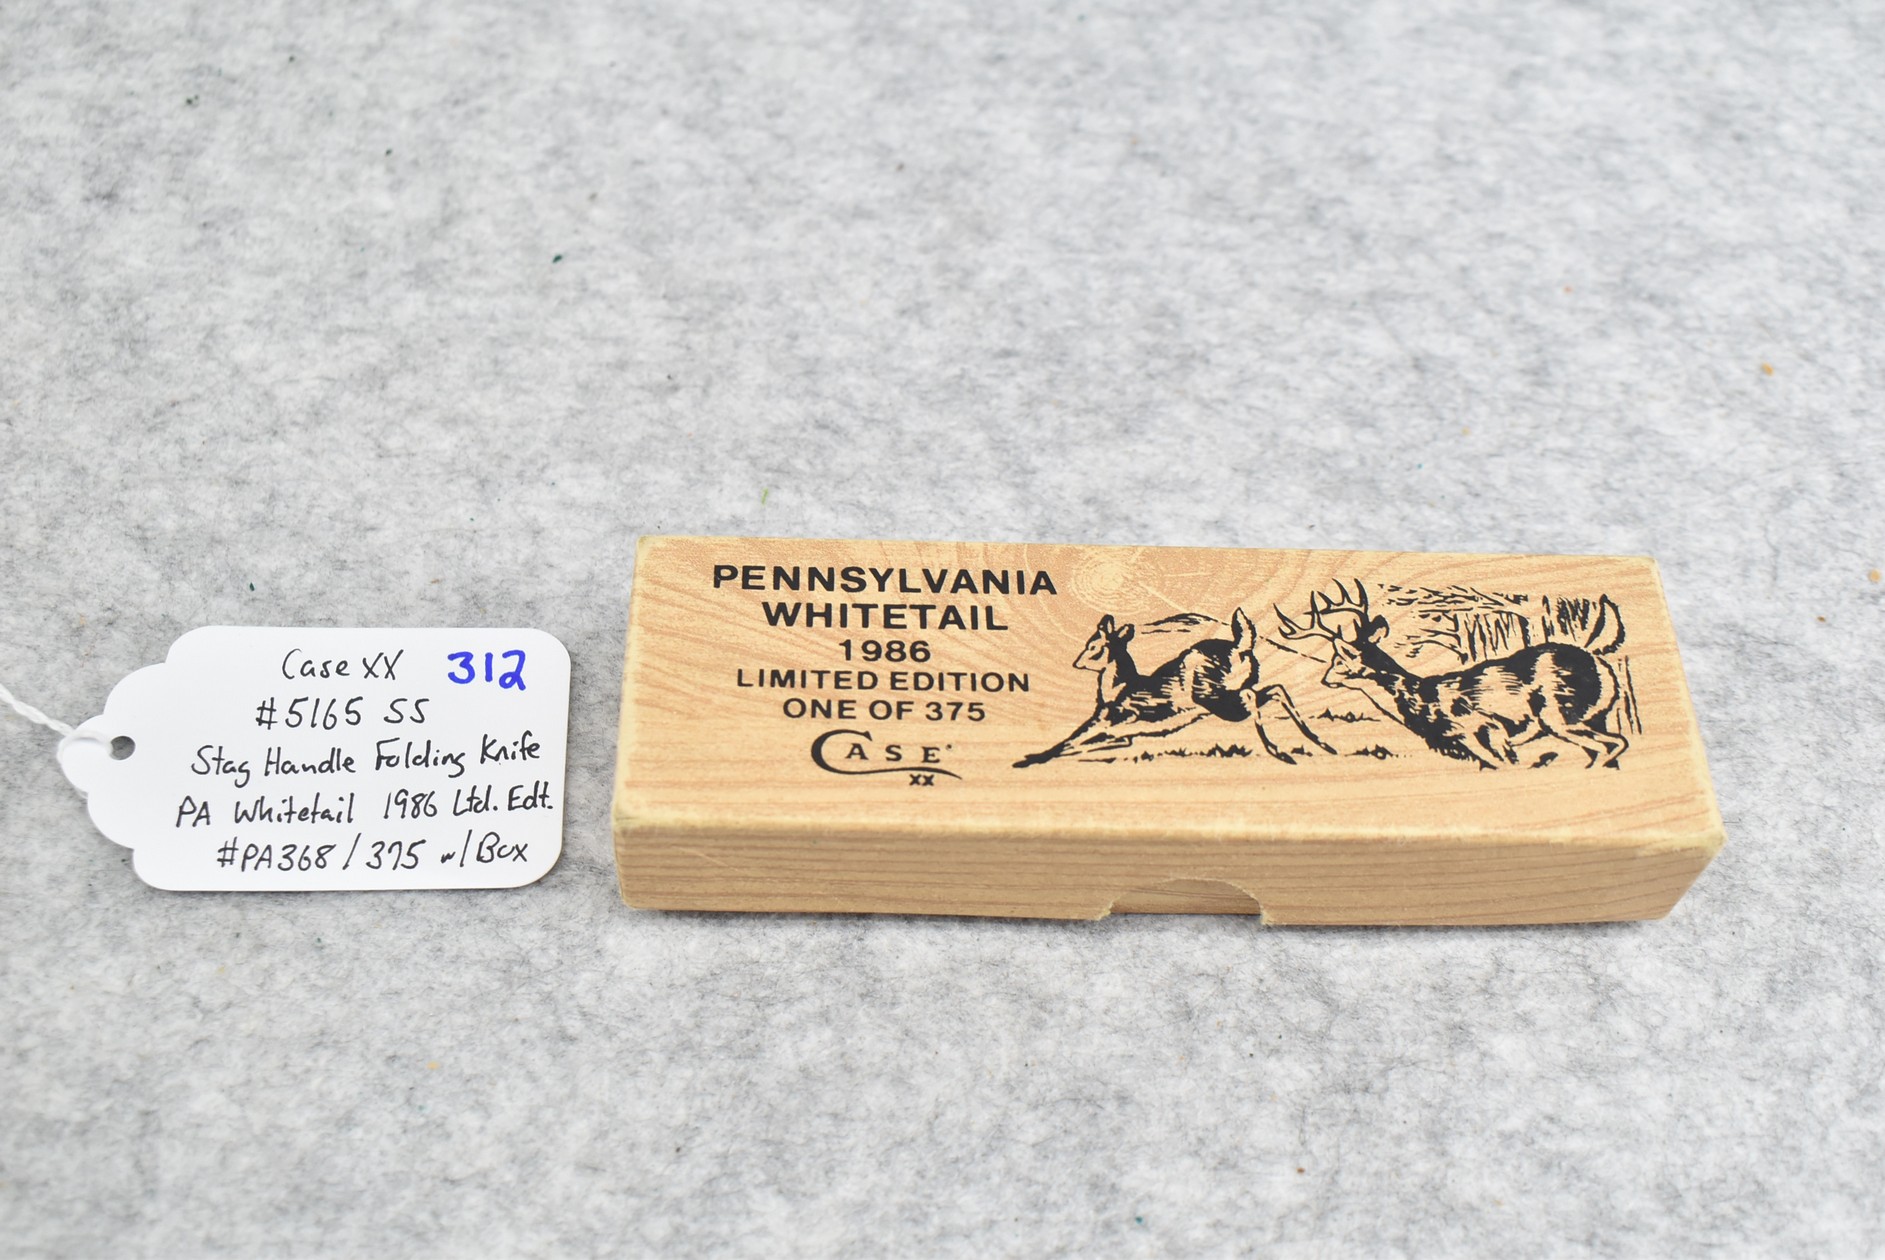 Case XX 312
#5165 SS
Stag Handle Folding Knife
PA Whitetail 1986 Ltd. Edt.
#PA368/375 w/Box
PENNSYLVANIA
WHITETAIL
1986
LIMITED EDITION
ONE OF 375
CASE
XX